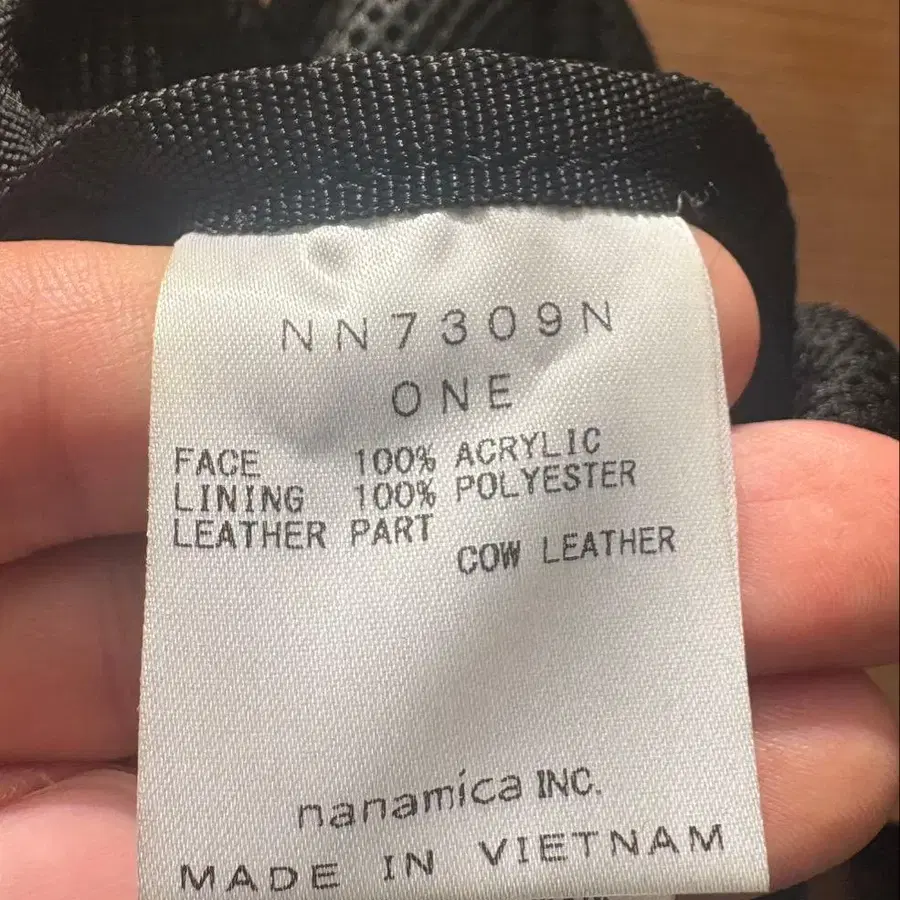 NN7309N
ONE
FACE 100% ACRYLIC
LINING 100% POLYESTER
LEATHER PART
COW LEATHER
nanamica INC.
MADE IN VIETNAM